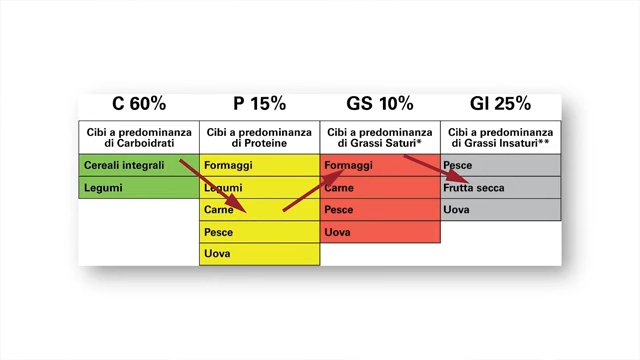 C 60% P 15% GS 10% GI 25%
Cibi a predominanza
di Carboidrati
Cibi a predominanza
di Proteine
Cibi a predominanza
di Grassi Saturi*
Cibi a predominanza
di Grassi Insaturi**
Cereali integrali Formaggi Formaggi Pesce
Legumi Legumi Carne Frutta secca
Carne Pesce Uova
Pesce Uova
Uova